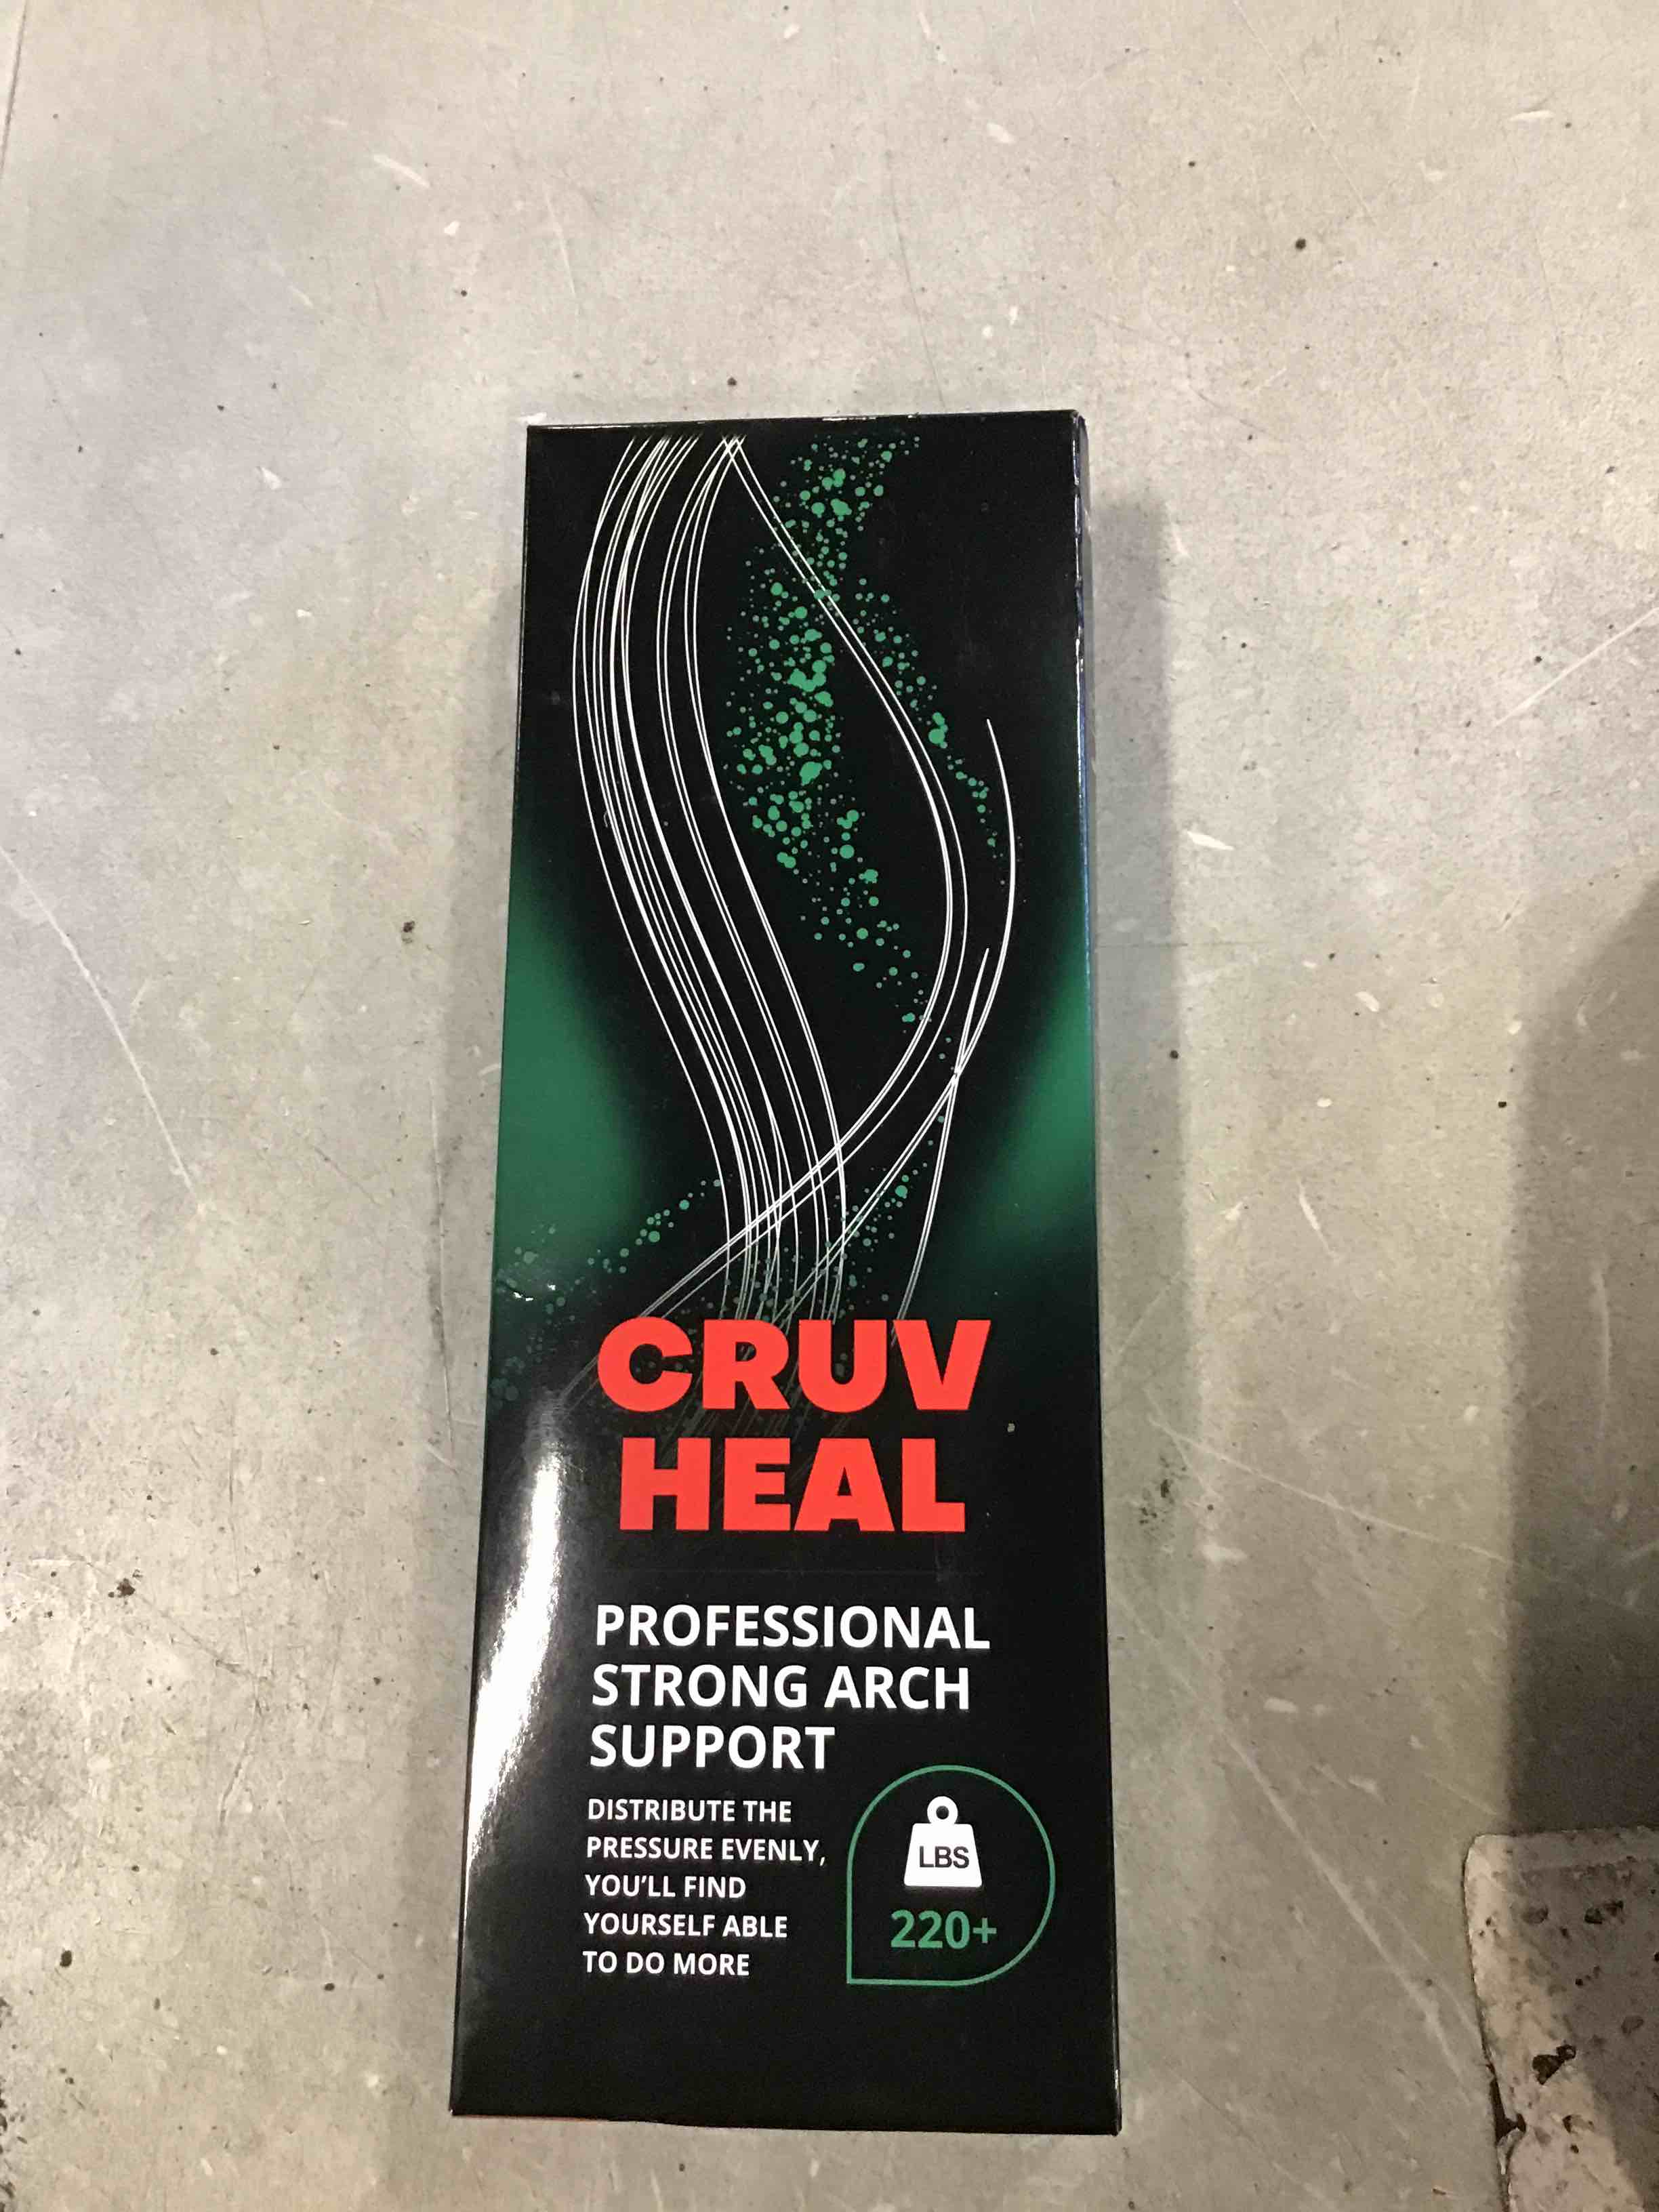 CRUV
HEAL
PROFESSIONAL
STRONG ARCH
SUPPORT
DISTRIBUTE THE
PRESSURE EVENLY,
YOU'LL FIND
YOURSELF ABLE
TO DO MORE
LBS
220+